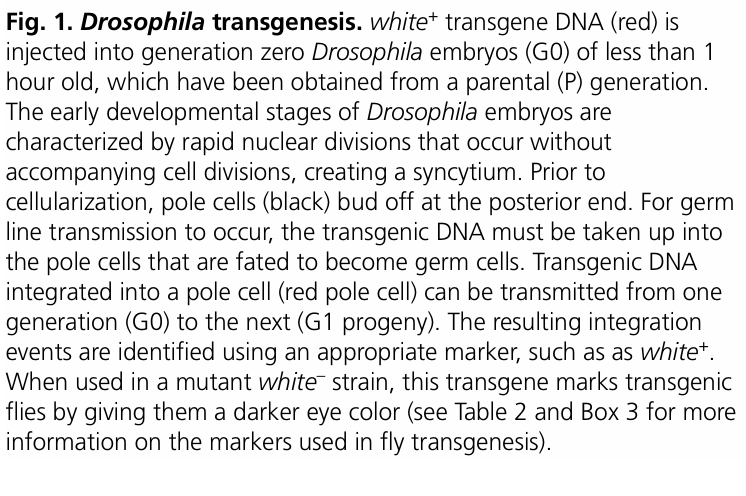 Fig. 1. Drosophila transgenesis. white⁺ transgene DNA (red) is
injected into generation zero Drosophila embryos (G0) of less than 1
hour old, which have been obtained from a parental (P) generation.
The early developmental stages of Drosophila embryos are
characterized by rapid nuclear divisions that occur without
accompanying cell divisions, creating a syncytium. Prior to
cellularization, pole cells (black) bud off at the posterior end. For germ
line transmission to occur, the transgenic DNA must be taken up into
the pole cells that are fated to become germ cells. Transgenic DNA
integrated into a pole cell (red pole cell) can be transmitted from one
generation (G0) to the next (G1 progeny). The resulting integration
events are identified using an appropriate marker, such as as white⁺.
When used in a mutant white⁻ strain, this transgene marks transgenic
flies by giving them a darker eye color (see Table 2 and Box 3 for more
information on the markers used in fly transgenesis).